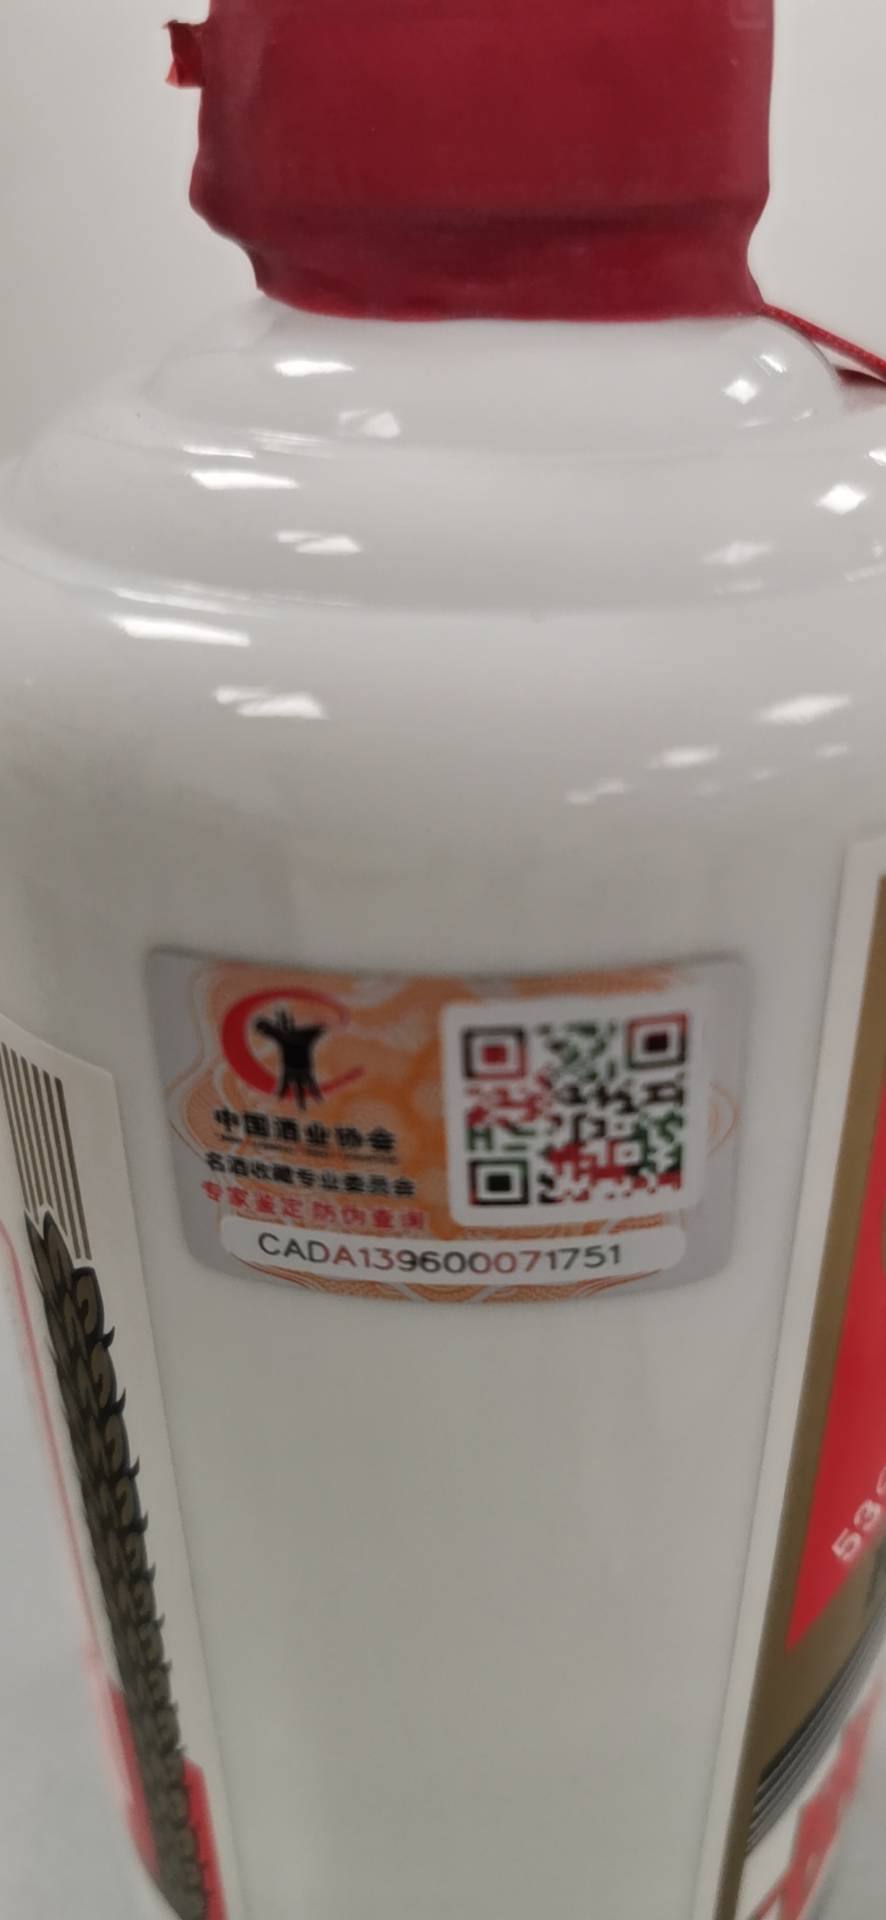 中国酒业协会
名酒收藏专业委员会
专家鉴定 防伪查询
CADA139600071751
53